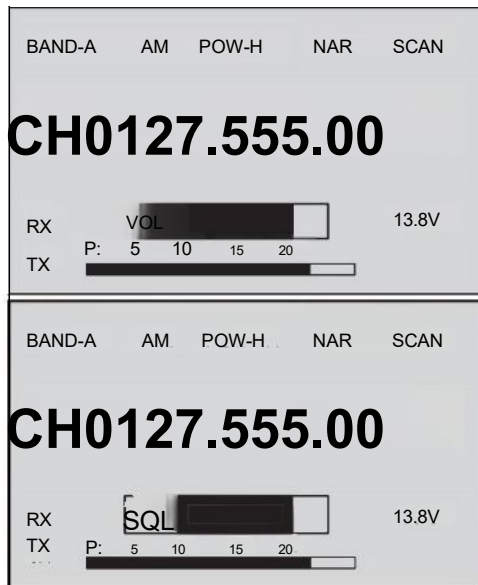 BAND-A AM POW-H NAR SCAN
CH0127.555.00
VOL
RX 13.8V
P: 5 10 15 20
TX
BAND-A AM POW-H NAR SCAN
CH0127.555.00
SQL
RX 13.8V
TX P: 5 10 15 20